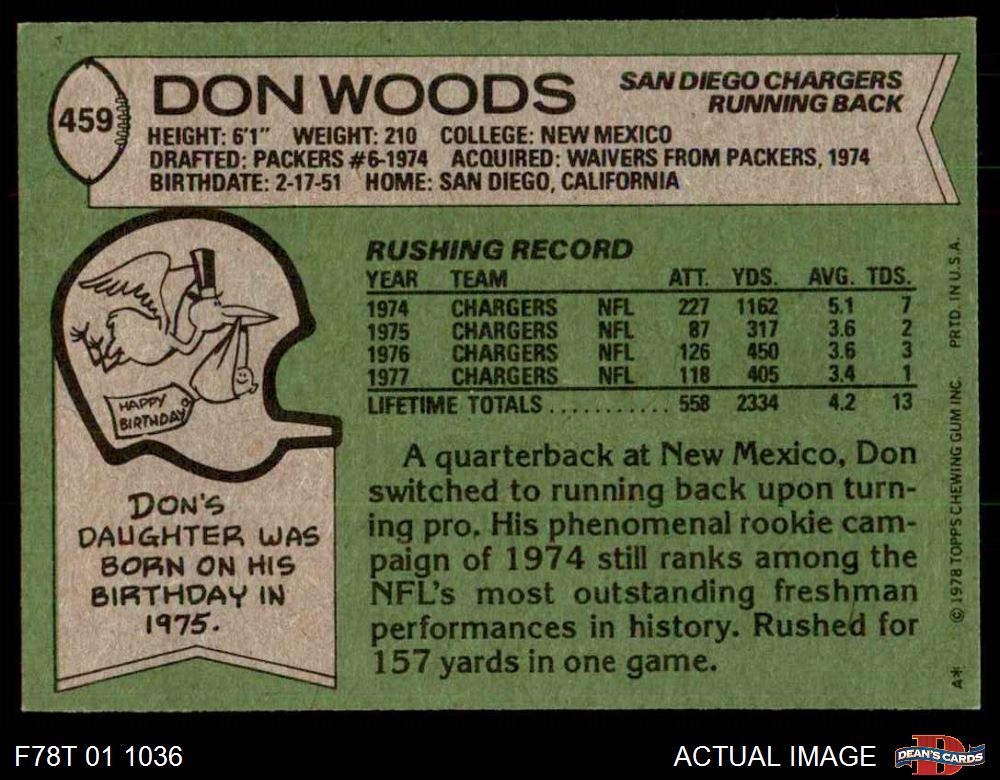 459
DON WOODS
SAN DIEGO CHARGERS
RUNNING BACK
HEIGHT: 6'1" WEIGHT: 210 COLLEGE: NEW MEXICO
DRAFTED: PACKERS #6-1974 ACQUIRED: WAIVERS FROM PACKERS, 1974
BIRTHDATE: 2-17-51 HOME: SAN DIEGO, CALIFORNIA
HAPPY
BIRTHDAY
DON'S
DAUGHTER WAS
BORN ON HIS
BIRTHDAY IN
1975.
RUSHING RECORD
YEAR TEAM ATT. YDS. AVG. TDS.
1974 CHARGERS NFL 227 1162 5.1 7
1975 CHARGERS NFL 87 317 3.6 2
1976 CHARGERS NFL 126 450 3.6 3
1977 CHARGERS NFL 118 405 3.4 1
LIFETIME TOTALS ............ 558 2334 4.2 13
A quarterback at New Mexico, Don
switched to running back upon turn-
ing pro. His phenomenal rookie cam-
paign of 1974 still ranks among the
NFL's most outstanding freshman
performances in history. Rushed for
157 yards in one game.
A* © 1978 TOPPS CHEWING GUM INC. PRTD. IN U.S.A.
F78T 01 1036
ACTUAL IMAGE
D
DEAN'S CARDS